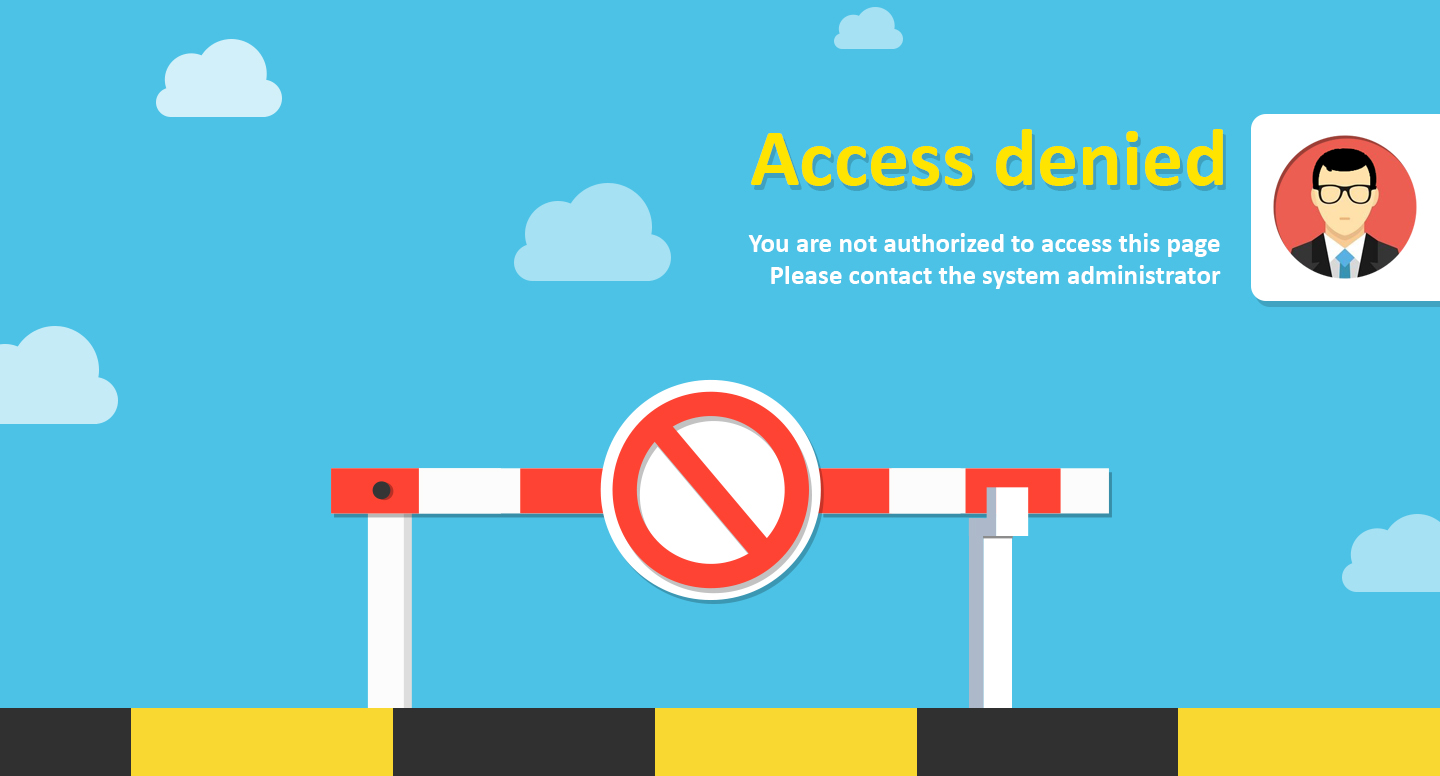 Access denied
You are not authorized to access this page
Please contact the system administrator